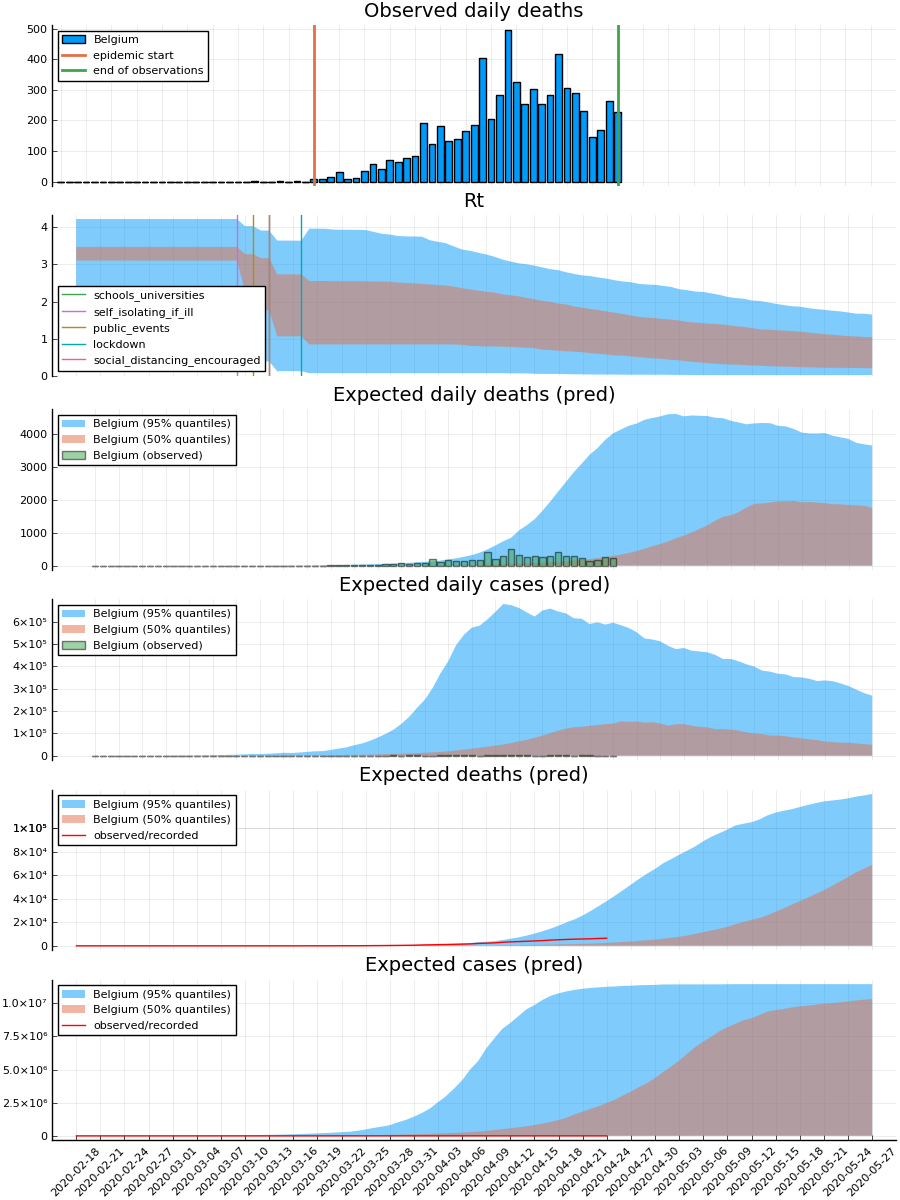 Observed daily deaths
500
400
300
200
100
0
Belgium
epidemic start
end of observations
Rt
4
3
2
1
0
schools_universities
self_isolating_if_ill
public_events
lockdown
social_distancing_encouraged
Expected daily deaths (pred)
4000
3000
2000
1000
0
Belgium (95% quantiles)
Belgium (50% quantiles)
Belgium (observed)
Expected daily cases (pred)
6×10⁵
5×10⁵
4×10⁵
3×10⁵
2×10⁵
1×10⁵
0
Belgium (95% quantiles)
Belgium (50% quantiles)
Belgium (observed)
Expected deaths (pred)
1×10⁵
8×10⁴
6×10⁴
4×10⁴
2×10⁴
0
Belgium (95% quantiles)
Belgium (50% quantiles)
observed/recorded
Expected cases (pred)
1.0×10⁷
7.5×10⁶
5.0×10⁶
2.5×10⁶
0
Belgium (95% quantiles)
Belgium (50% quantiles)
observed/recorded
2020-02-18
2020-02-21
2020-02-24
2020-02-27
2020-03-01
2020-03-04
2020-03-07
2020-03-10
2020-03-13
2020-03-16
2020-03-19
2020-03-22
2020-03-25
2020-03-28
2020-03-31
2020-04-03
2020-04-06
2020-04-09
2020-04-12
2020-04-15
2020-04-18
2020-04-21
2020-04-24
2020-04-27
2020-04-30
2020-05-03
2020-05-06
2020-05-09
2020-05-12
2020-05-15
2020-05-18
2020-05-21
2020-05-24
2020-05-27